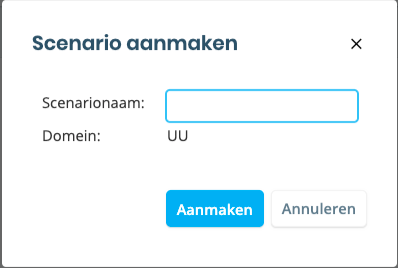 Scenario aanmaken
Scenarionaam:
Domein: UU
Aanmaken Annuleren